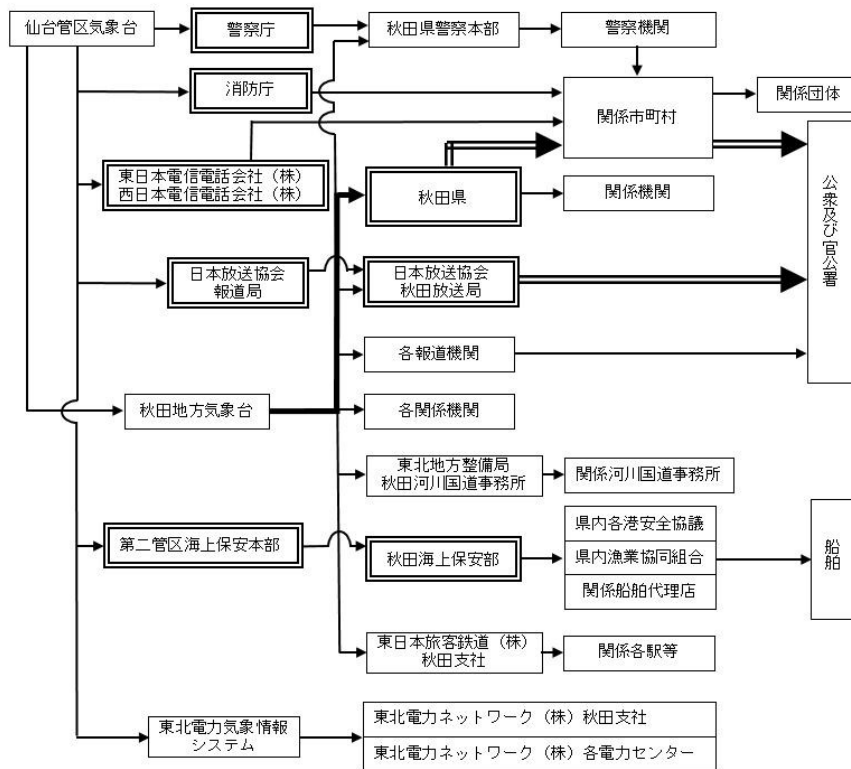 仙台管区気象台
警察庁
秋田県警察本部
警察機関
消防庁
関係市町村
関係団体
東日本電信電話会社（株）
西日本電信電話会社（株）
秋田県
関係機関
公衆及び官公署
日本放送協会
報道局
日本放送協会
秋田放送局
各報道機関
秋田地方気象台
各関係機関
東北地方整備局
秋田河川国道事務所
関係河川国道事務所
第二管区海上保安本部
秋田海上保安部
県内各港安全協議
県内漁業協同組合
関係船舶代理店
船舶
東日本旅客鉄道（株）
秋田支社
関係各駅等
東北電力気象情報
システム
東北電力ネットワーク（株）秋田支社
東北電力ネットワーク（株）各電力センター